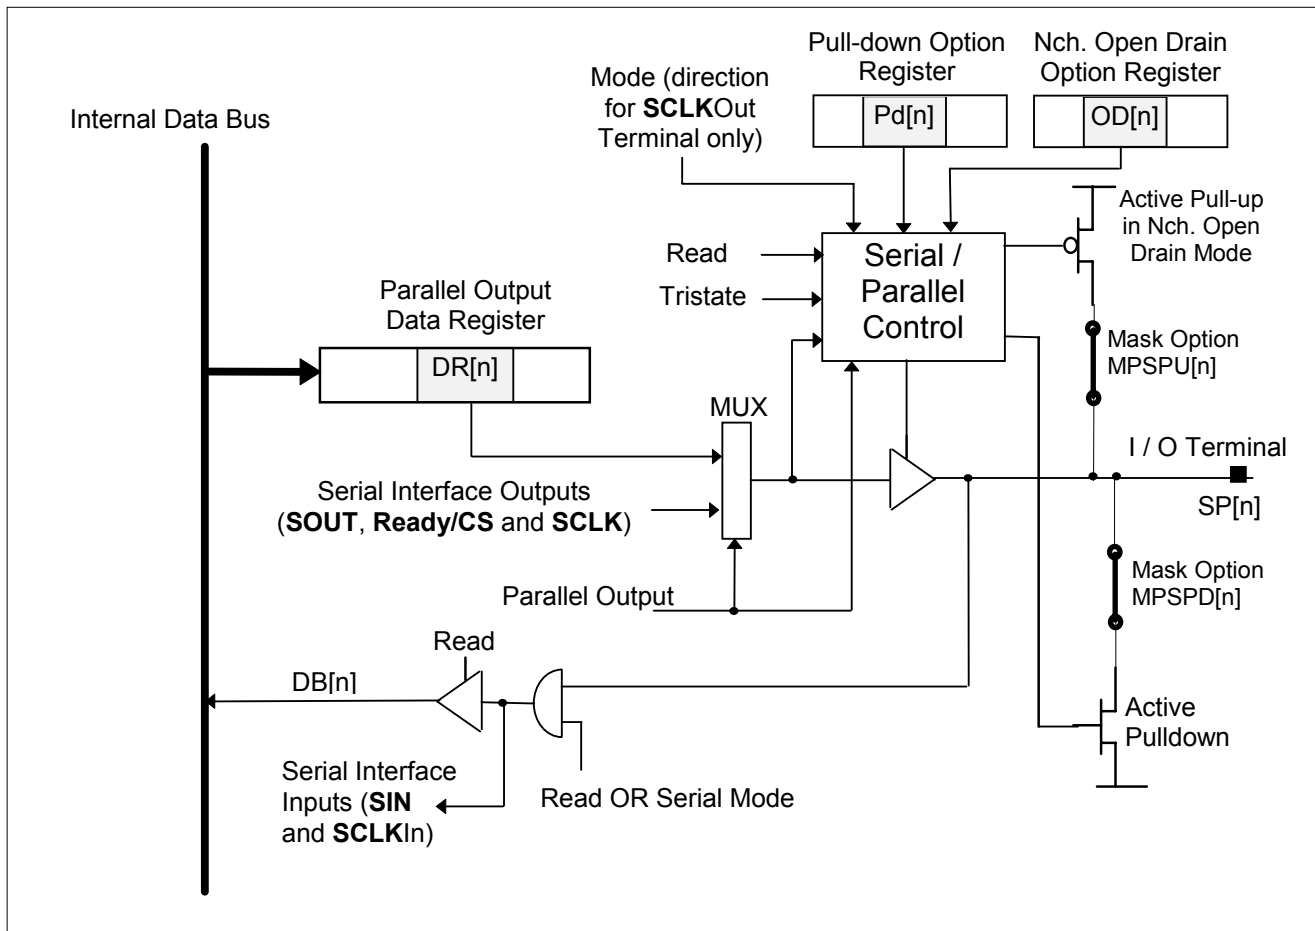 Pull-down Option
Register
Nch. Open Drain
Option Register
Mode (direction
for SCLKOut
Terminal only)
Pd[n]
OD[n]
Internal Data Bus
Active Pull-up
in Nch. Open
Drain Mode
Read
Tristate
Serial /
Parallel
Control
Parallel Output
Data Register
DR[n]
Mask Option
MPSPU[n]
MUX
I / O Terminal
SP[n]
Serial Interface Outputs
(SOUT, Ready/CS and SCLK)
Mask Option
MPSPD[n]
Parallel Output
Read
DB[n]
Active
Pulldown
Serial Interface
Inputs (SIN
and SCLKIn)
Read OR Serial Mode